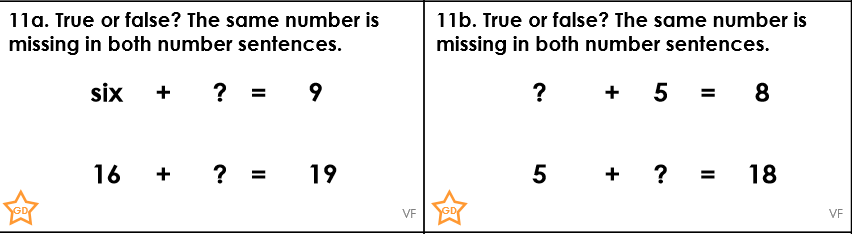 11a. True or false? The same number is
missing in both number sentences.
six + ? = 9
16 + ? = 19
GD
VF
11b. True or false? The same number is
missing in both number sentences.
? + 5 = 8
5 + ? = 18
GD
VF